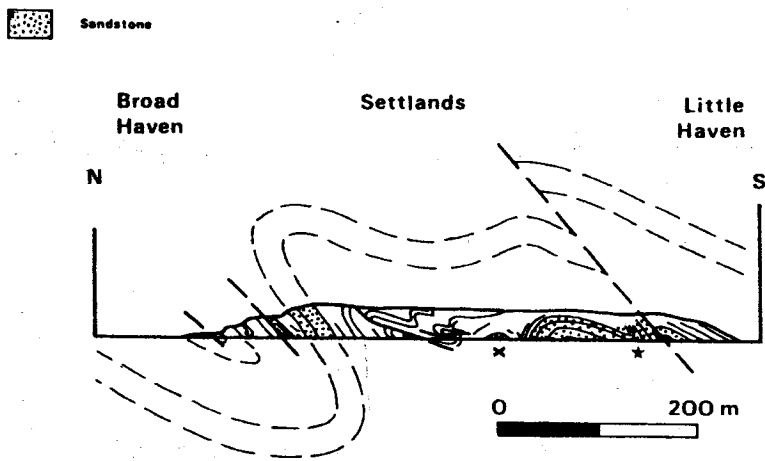 Sandstone
Broad
Haven
Settlands
Little
Haven
N
S
0
200 m